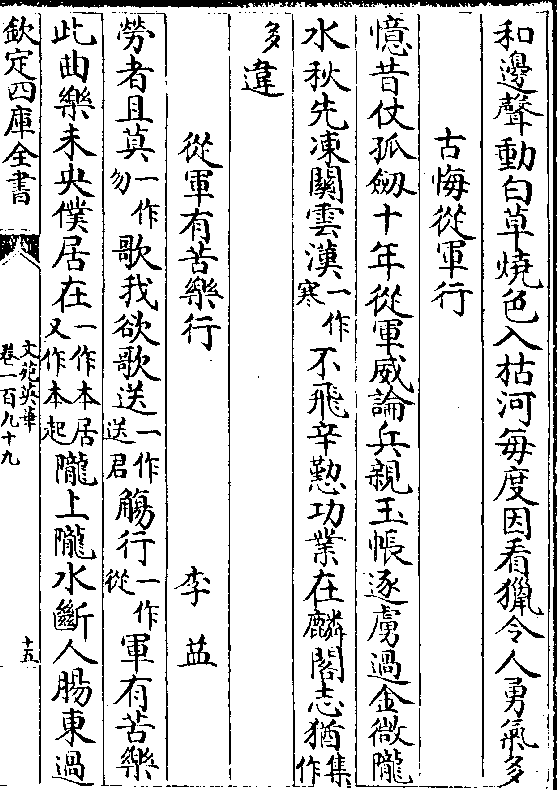 和邊聲動白草燒色入枯河每度因看獵令人勇氣多
古悔從軍行
憶昔仗孤劒十年從軍威論兵親玉帳逐虜過金微隴
水秋先凍關雲漢一作寒不飛辛懃功業在麟閣志猶集作
多違
從軍有苦樂行 李益
勞者且莫一作勿歌我欲歌送一作送君觴行一作從軍有苦樂
此曲樂未央僕居在一作本居又作本起隴上隴水斷人腸東過
欽定四庫全書
文苑英華
卷一百九十九
十五